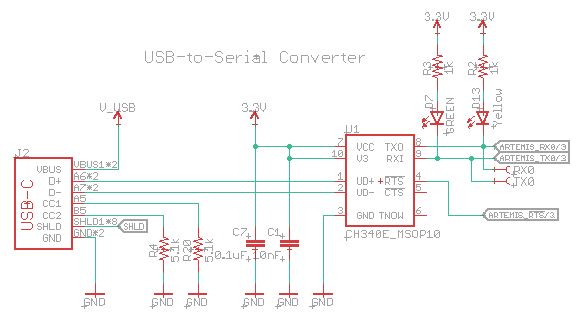 3.3V 3.3V
USB-to-Serial Converter
R3 1k R2 1k
D7 GREEN D13 Yellow
V_USB 3.3V
J2 U1
USB-C
VBUS VBUS1*2 7 VCC TXO 8 ARTEMIS_RX0/3
D+ A6*2 10 V3 RXI 9 ARTEMIS_TX0/3
D- A7*2 RX0
CC1 A5 1 UD+ RTS 4 TX0
CC2 B5 2 UD- CTS 5
SHLD SHLD1*8 SHLD
GND GND*2 3 GND TNOW 6 ARTEMIS_RTS/3
CH340E_MSOP10
R4 5.1k R20 5.1k C7 0.1uF C1 10nF
GND GND GND GND GND GND